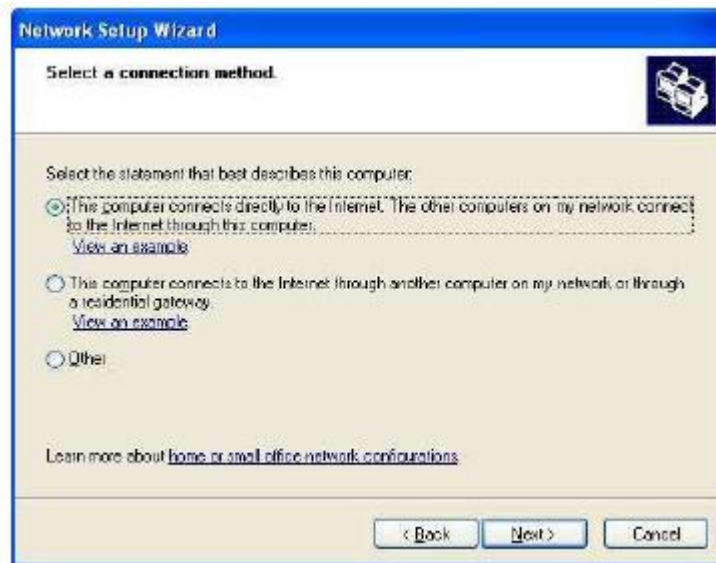 Network Setup Wizard
Select a connection method.
Select the statement that best describes this computer:
This computer connects directly to the Internet. The other computers on my network connect
to the Internet through this computer.
View an example
This computer connects to the Internet through another computer on my network or through
a residential gateway.
View an example
Other
Learn more about home or small office network configurations
< Back
Next >
Cancel